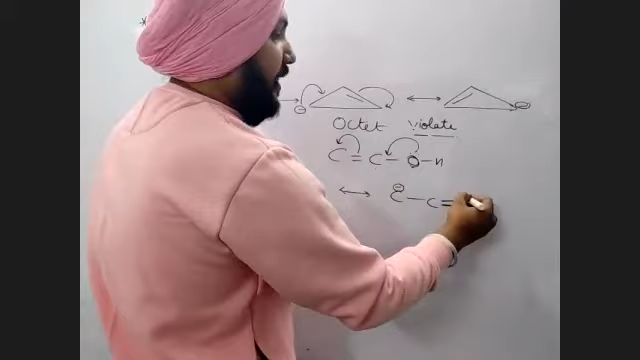 Octet Violate
C = C - O - H
C - C =